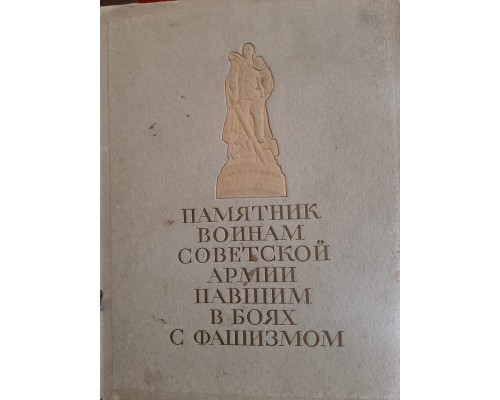 ПАМЯТНИК
ВОИНАМ
СОВЕТСКОЙ
АРМИИ
ПАВШИМ
В БОЯХ
С ФАШИЗМОМ